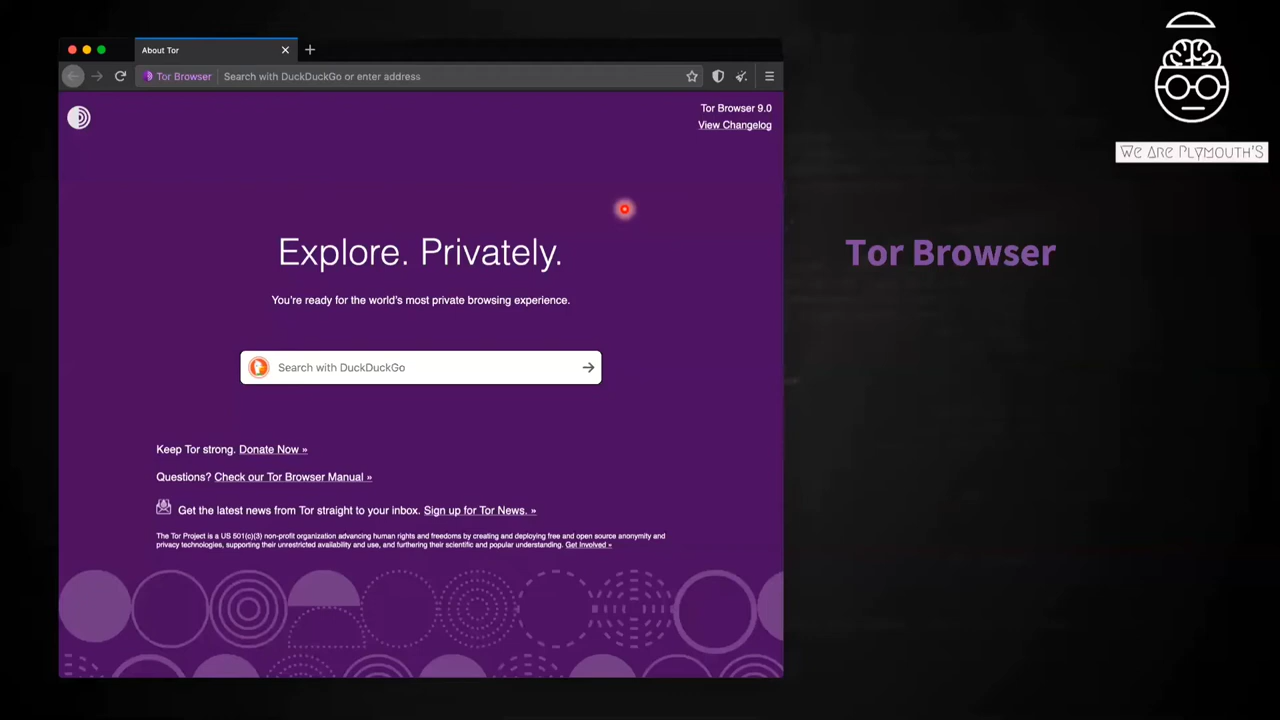 About Tor
Tor Browser
Search with DuckDuckGo or enter address
Tor Browser 9.0
View Changelog
WE ARE PLYMOUTH'S
Explore. Privately.
Tor Browser
You're ready for the world's most private browsing experience.
Search with DuckDuckGo
Keep Tor strong. Donate Now »
Questions? Check our Tor Browser Manual »
Get the latest news from Tor straight to your inbox. Sign up for Tor News. »
The Tor Project is a US 501(c)(3) non-profit organization advancing human rights and freedoms by creating and deploying free and open source anonymity and
privacy technologies, supporting their unrestricted availability and use, and furthering their scientific and popular understanding. Get Involved »